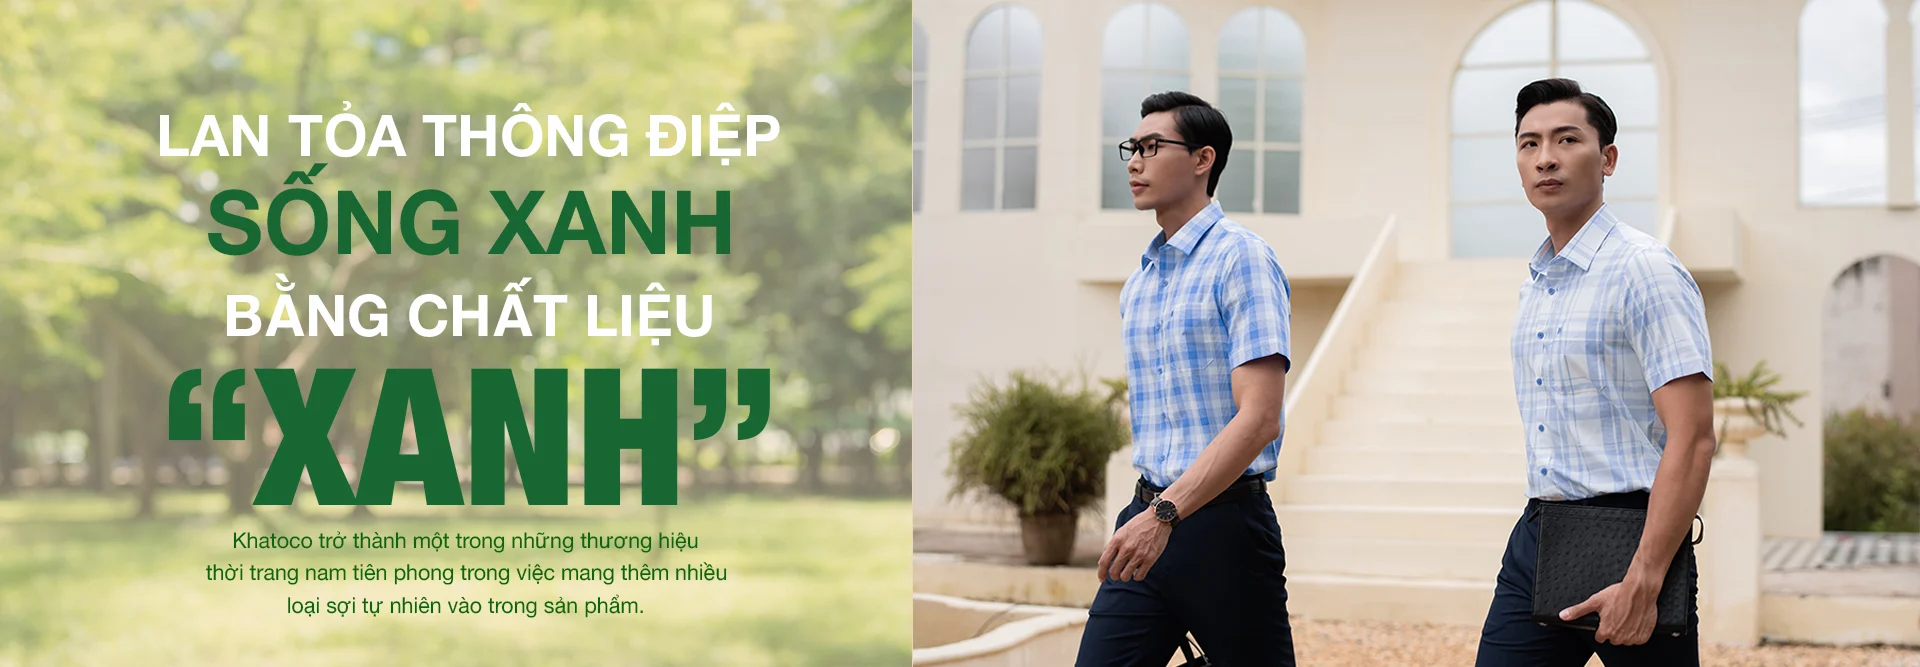 LAN TỎA THÔNG ĐIỆP
SỐNG XANH
BẰNG CHẤT LIỆU
“XANH”
Khatoco trở thành một trong những thương hiệu
thời trang nam tiên phong trong việc mang thêm nhiều
loại sợi tự nhiên vào trong sản phẩm.